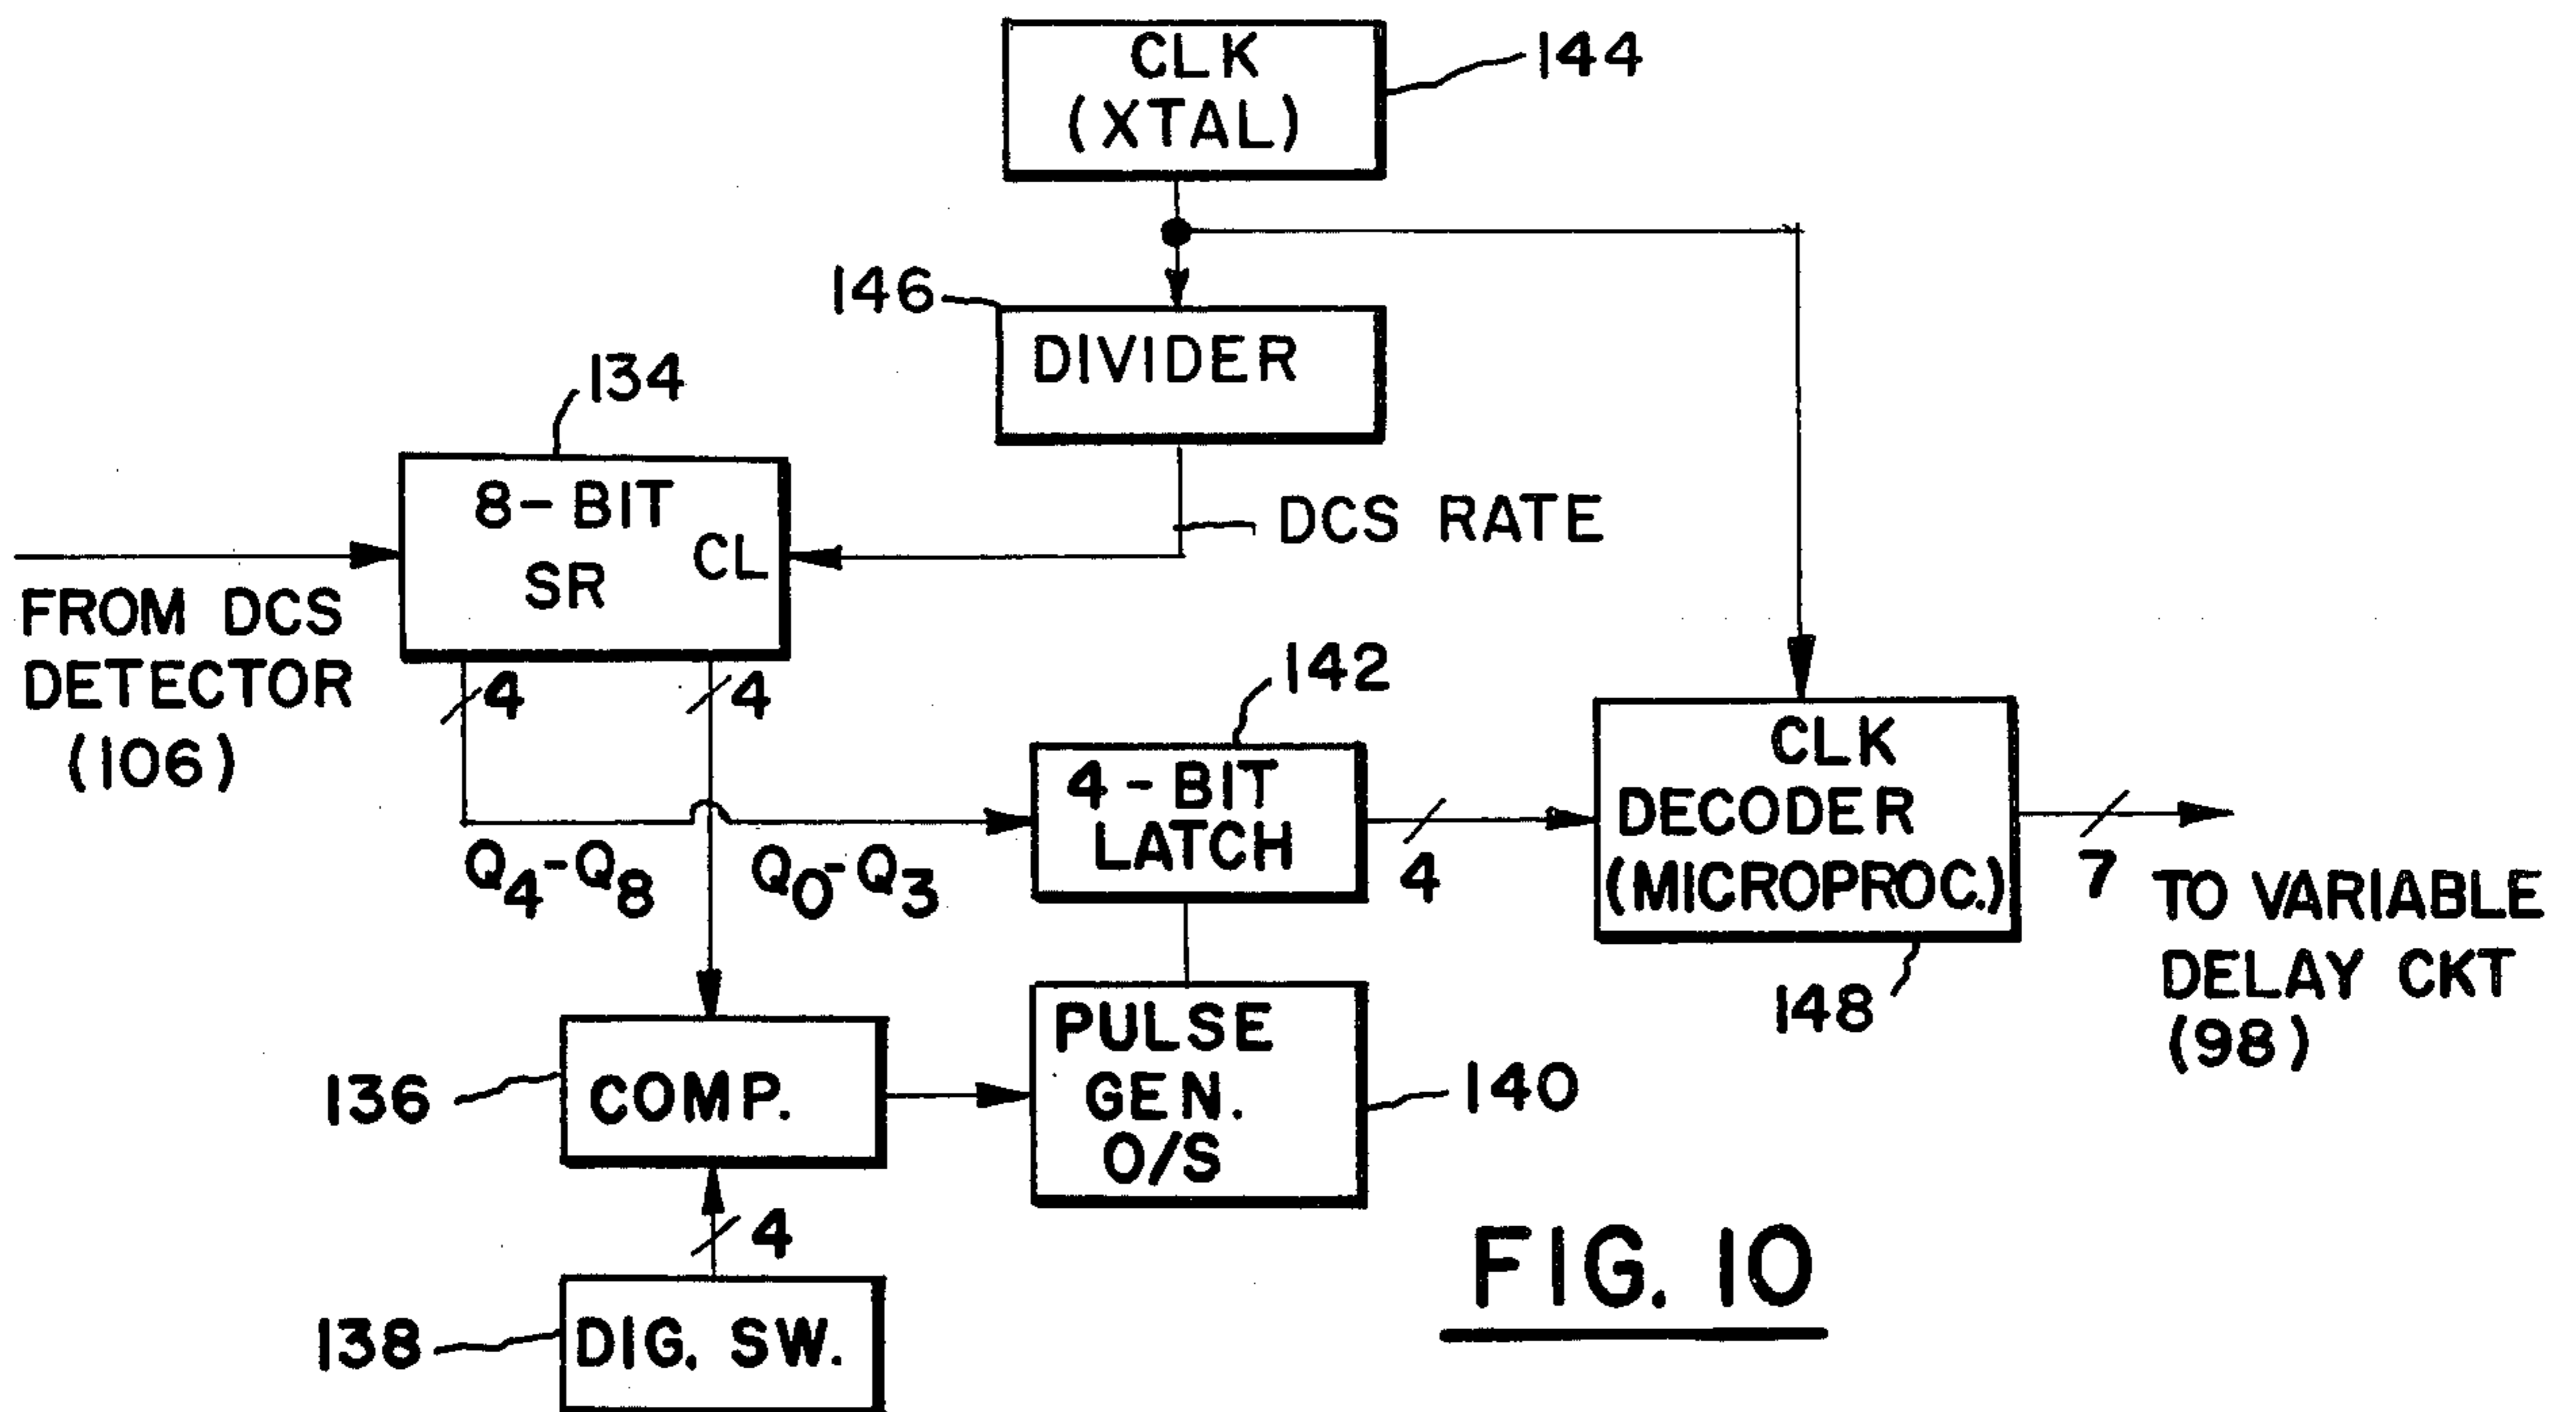 CLK
(XTAL)
144
146
DIVIDER
134
8-BIT
SR
CL
DCS RATE
FROM DCS
DETECTOR
(106)
4
4
142
4-BIT
LATCH
CLK
DECODER
(MICROPROC.)
4
7
TO VARIABLE
DELAY CKT
(98)
148
Q4-Q8
Q0-Q3
136
COMP.
PULSE
GEN.
O/S
140
4
138
DIG. SW.
FIG. 10